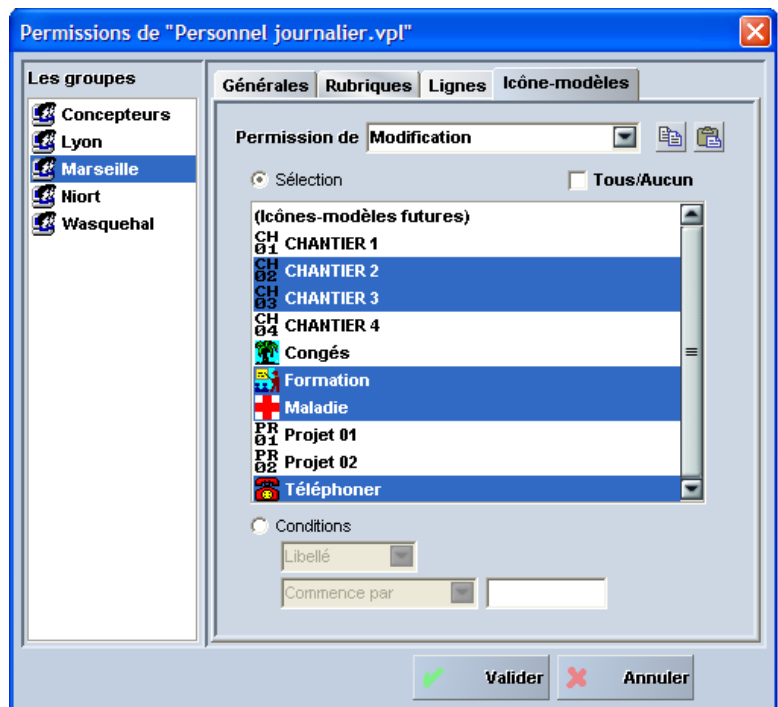 Permissions de "Personnel journalier.vpl"
Les groupes
Concepteurs
Lyon
Marseille
Niort
Wasquehal
Générales Rubriques Lignes Icône-modèles
Permission de Modification
Sélection Tous/Aucun
(Icônes-modèles futures)
CH 01 CHANTIER 1
CH 02 CHANTIER 2
CH 03 CHANTIER 3
CH 04 CHANTIER 4
Congés
Formation
Maladie
PR 01 Projet 01
PR 02 Projet 02
Téléphoner
Conditions
Libellé
Commence par
Valider Annuler